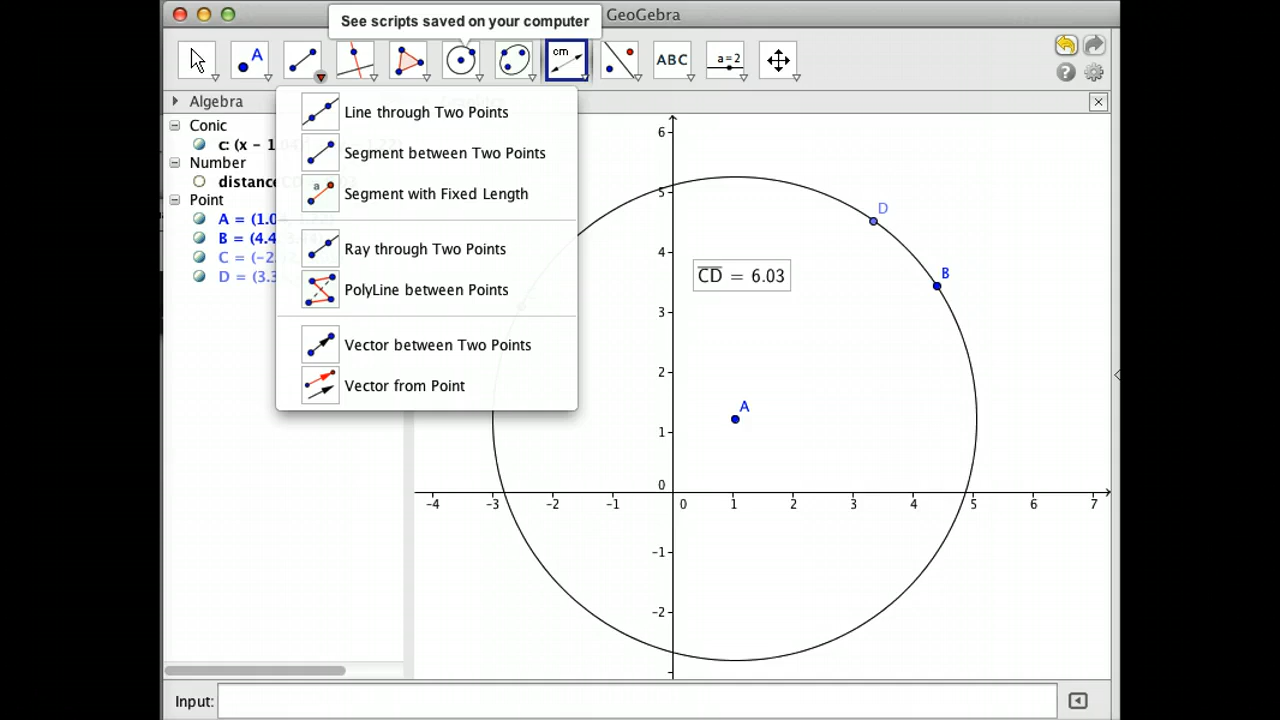 See scripts saved on your computer
GeoGebra
A
cm
ABC
a=2
Algebra
Line through Two Points
Segment between Two Points
a
Segment with Fixed Length
Ray through Two Points
PolyLine between Points
Vector between Two Points
Vector from Point
Conic
c: (x – 1
Number
distance
Point
A = (1.0
B = (4.4
C = (-2
D = (3.3
6
5
4
3
2
1
0
-1
-2
-4 -3 -2 -1 0 1 2 3 4 5 6 7
D
B
CD = 6.03
A
Input: